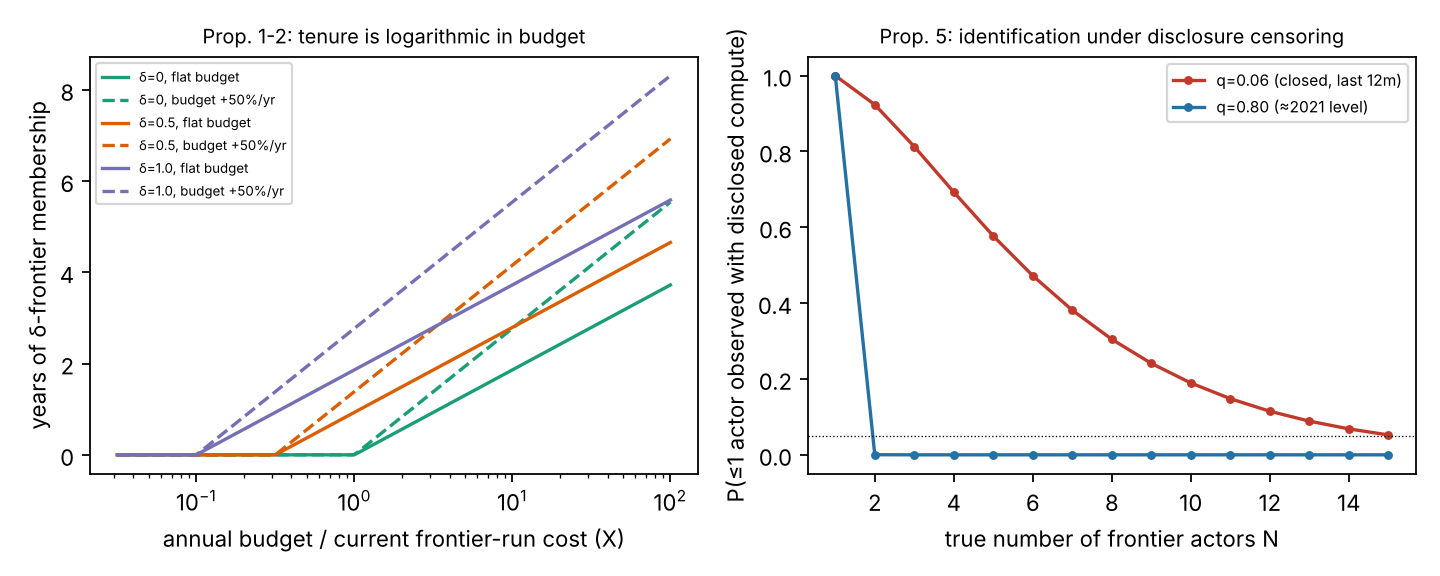 Prop. 1-2: tenure is logarithmic in budget
years of δ-frontier membership
8
6
4
2
0
δ=0, flat budget
δ=0, budget +50%/yr
δ=0.5, flat budget
δ=0.5, budget +50%/yr
δ=1.0, flat budget
δ=1.0, budget +50%/yr
10⁻¹
10⁰
10¹
10²
annual budget / current frontier-run cost (X)
Prop. 5: identification under disclosure censoring
P(≤1 actor observed with disclosed compute)
1.0
0.8
0.6
0.4
0.2
0.0
q=0.06 (closed, last 12m)
q=0.80 (≈2021 level)
2
4
6
8
10
12
14
true number of frontier actors N